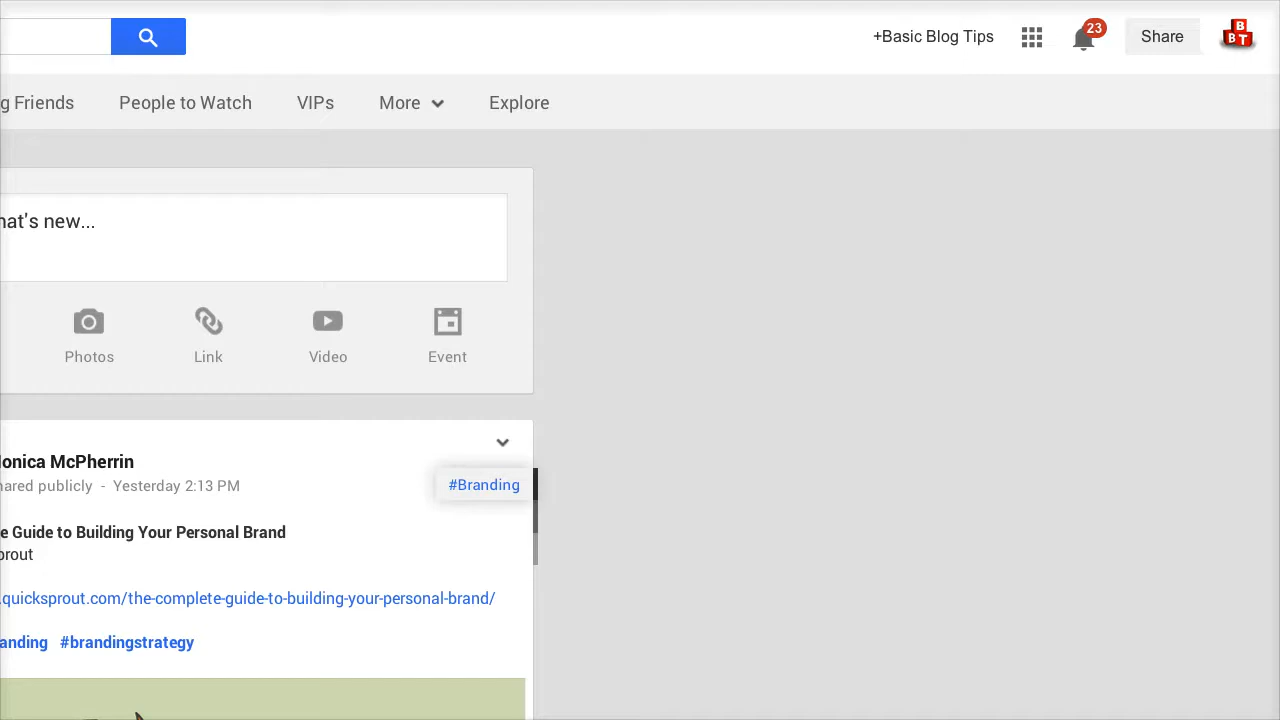 +Basic Blog Tips
23
Share
B
B T
g Friends People to Watch VIPs More Explore
hat's new...
Photos Link Video Event
onica McPherrin
hared publicly - Yesterday 2:13 PM
#Branding
e Guide to Building Your Personal Brand
prout
.quicksprout.com/the-complete-guide-to-building-your-personal-brand/
anding #brandingstrategy